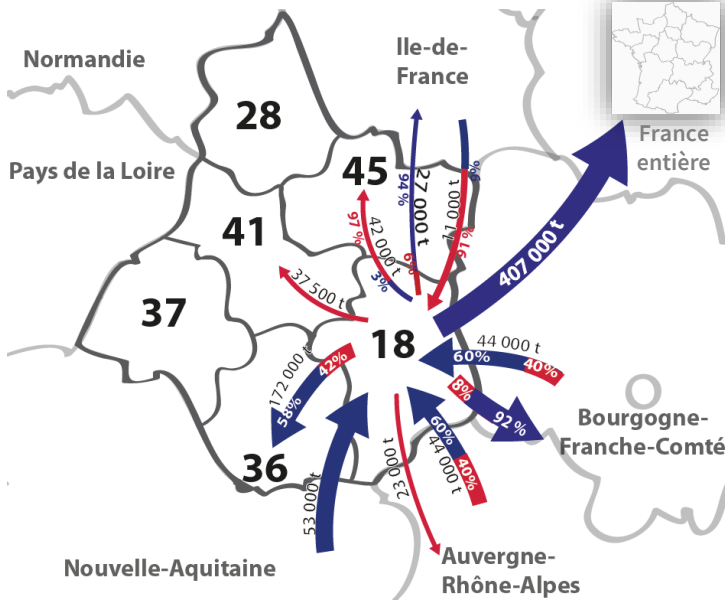 Normandie
Ile-de-
France
France
entière
28
Pays de la Loire
45
94%
27 000 t
6%
11 000 t
91%
97%
42 000 t
3%
41
407 000 t
37 500 t
37
18
44 000 t
60%
40%
172 000 t
42%
58%
8%
92%
Bourgogne-
Franche-Comté
36
53 000 t
60%
44 000 t
40%
23 000 t
Nouvelle-Aquitaine
Auvergne-
Rhône-Alpes